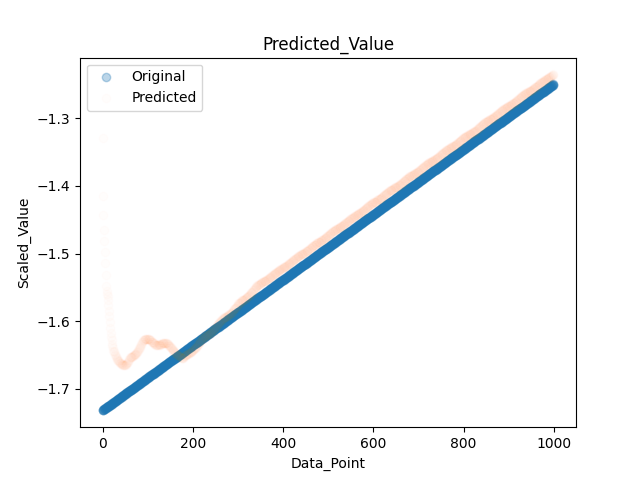 Predicted_Value
Original
Predicted
−1.3
−1.4
−1.5
−1.6
−1.7
Scaled_Value
0 200 400 600 800 1000
Data_Point